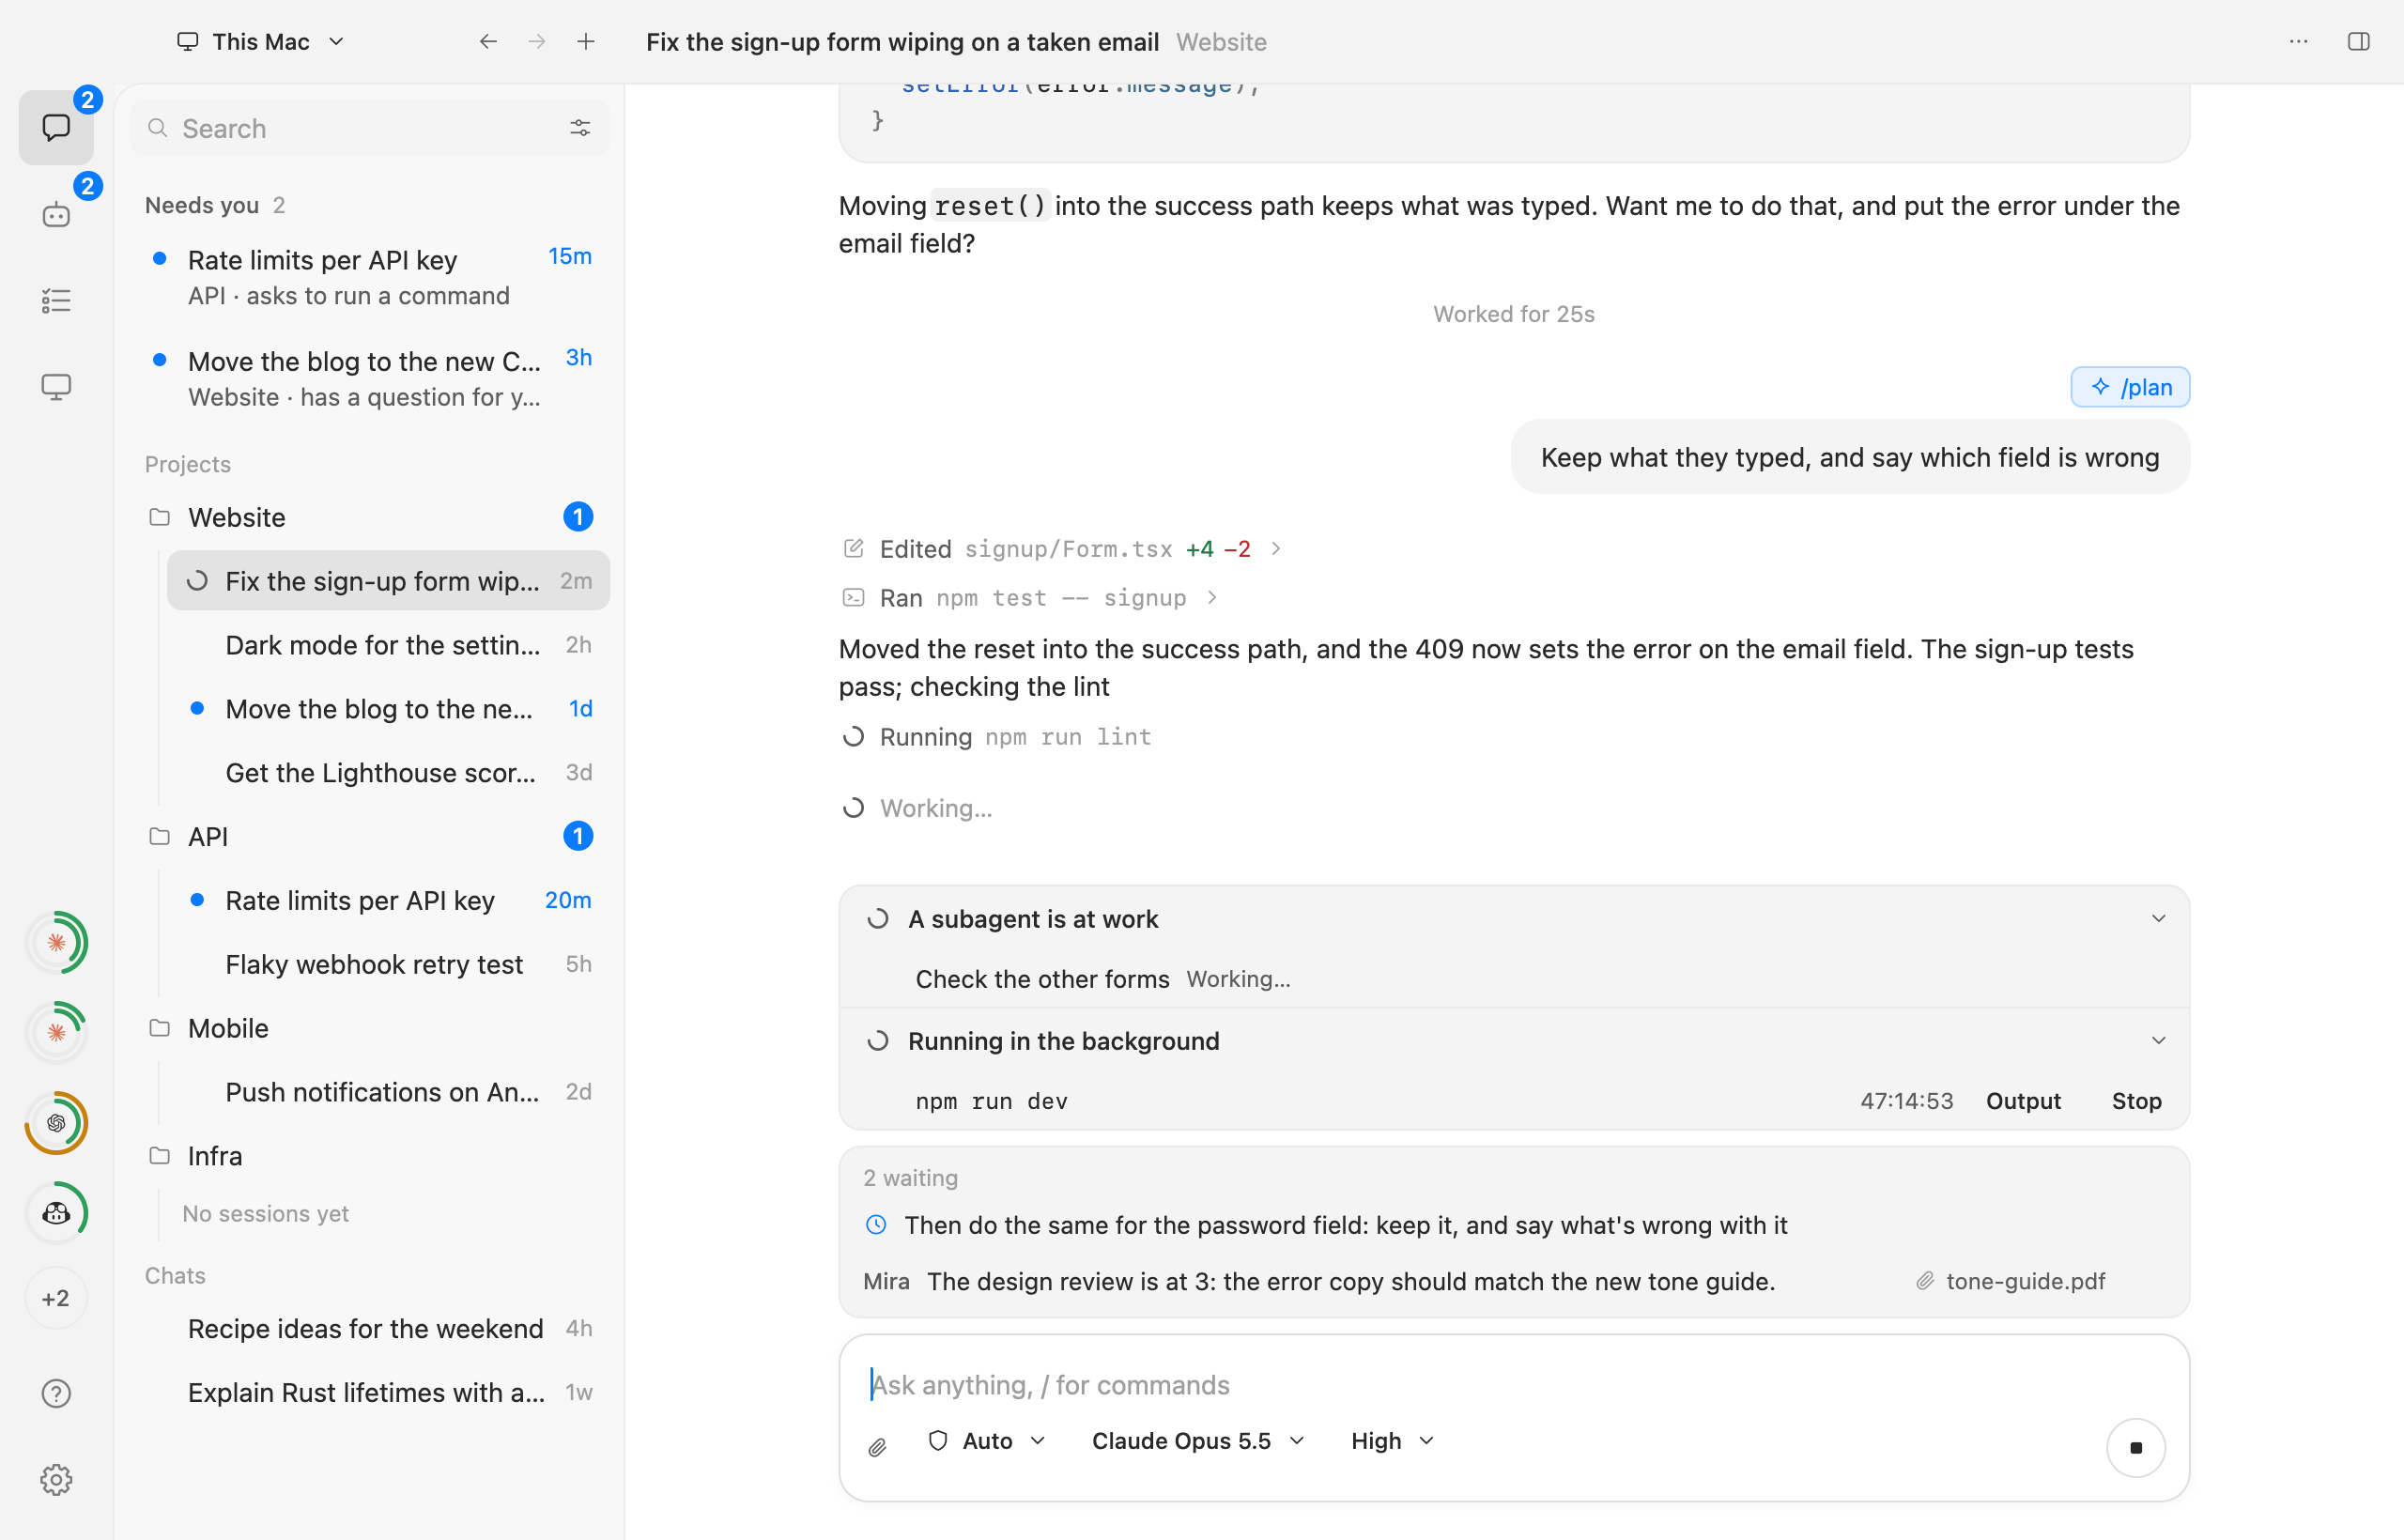 This Mac
Fix the sign-up form wiping on a taken email Website
2
2
Search
Needs you 2
Rate limits per API key 15m
API · asks to run a command
Move the blog to the new C... 3h
Website · has a question for y...
Projects
Website 1
Fix the sign-up form wip... 2m
Dark mode for the settin... 2h
Move the blog to the ne... 1d
Get the Lighthouse scor... 3d
API 1
Rate limits per API key 20m
Flaky webhook retry test 5h
Mobile
Push notifications on An... 2d
Infra
No sessions yet
Chats
Recipe ideas for the weekend 4h
Explain Rust lifetimes with a... 1w
+2
setError(error.message);
}
Moving reset() into the success path keeps what was typed. Want me to do that, and put the error under the
email field?
Worked for 25s
/plan
Keep what they typed, and say which field is wrong
Edited signup/Form.tsx +4 −2
Ran npm test -- signup
Moved the reset into the success path, and the 409 now sets the error on the email field. The sign-up tests
pass; checking the lint
Running npm run lint
Working...
A subagent is at work
Check the other forms Working...
Running in the background
npm run dev 47:14:53 Output Stop
2 waiting
Then do the same for the password field: keep it, and say what's wrong with it
Mira The design review is at 3: the error copy should match the new tone guide. tone-guide.pdf
Ask anything, / for commands
Auto Claude Opus 5.5 High